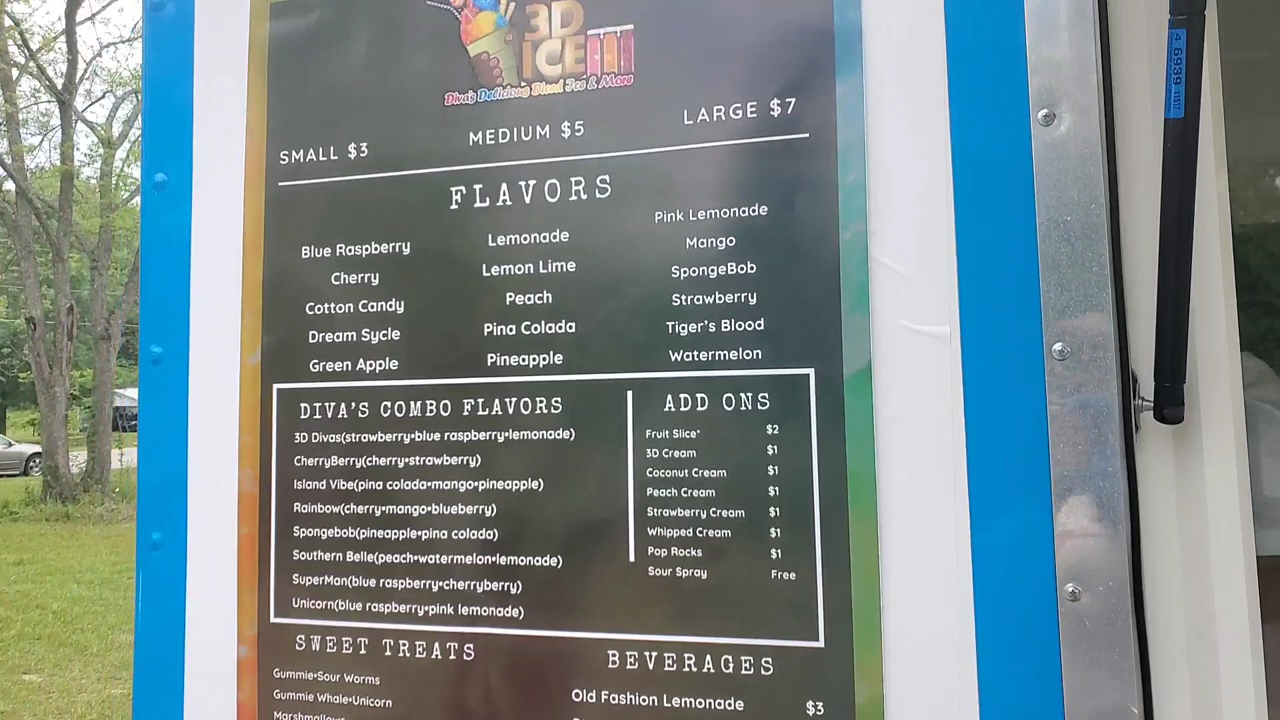 3D
ICE
Diva's Delicious Blend Ice & More
SMALL $3
MEDIUM $5
LARGE $7
FLAVORS
Blue Raspberry
Cherry
Cotton Candy
Dream Sycle
Green Apple
Lemonade
Lemon Lime
Peach
Pina Colada
Pineapple
Pink Lemonade
Mango
SpongeBob
Strawberry
Tiger's Blood
Watermelon
DIVA'S COMBO FLAVORS
3D Divas(strawberry•blue raspberry•lemonade)
CherryBerry(cherry•strawberry)
Island Vibe(pina colada•mango•pineapple)
Rainbow(cherry•mango•blueberry)
Spongebob(pineapple•pina colada)
Southern Belle(peach•watermelon•lemonade)
SuperMan(blue raspberry•cherryberry)
Unicorn(blue raspberry•pink lemonade)
ADD ONS
Fruit Slice* $2
3D Cream $1
Coconut Cream $1
Peach Cream $1
Strawberry Cream $1
Whipped Cream $1
Pop Rocks $1
Sour Spray Free
SWEET TREATS
Gummie•Sour Worms
Gummie Whale•Unicorn
Marshmallows
BEVERAGES
Old Fashion Lemonade $3
6939